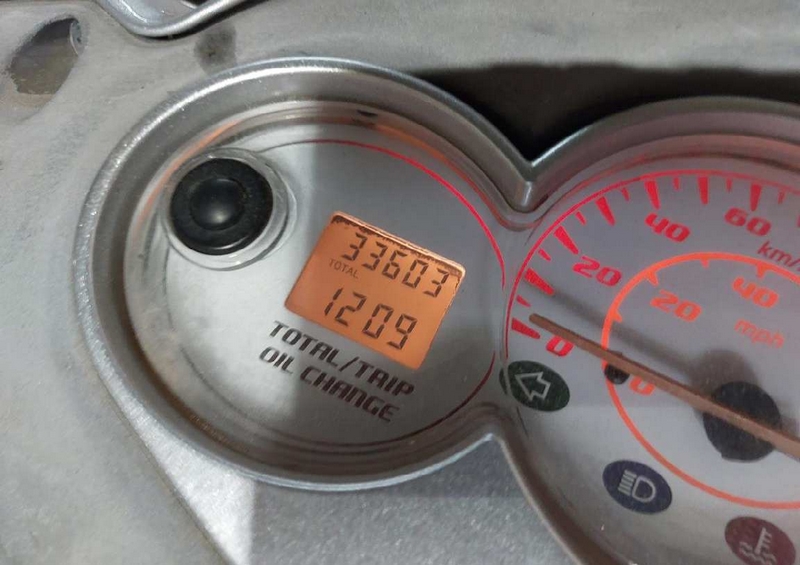 33603
TOTAL
1209
TOTAL/TRIP
OIL CHANGE
0
20
40
60
km/
0
20
40
mph